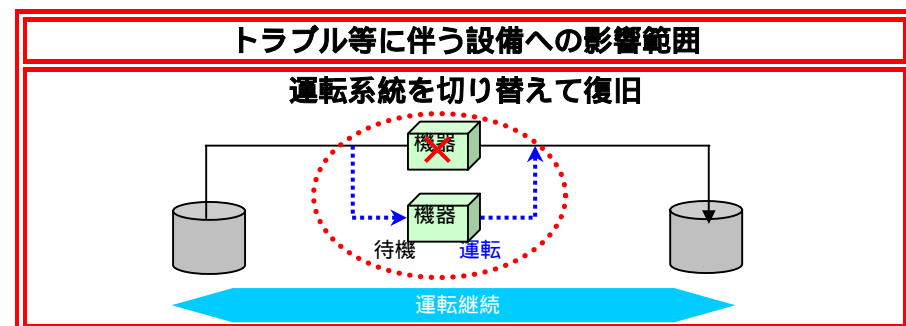 トラブル等に伴う設備への影響範囲
運転系統を切り替えて復旧
機器
機器
待機 運転
運転継続